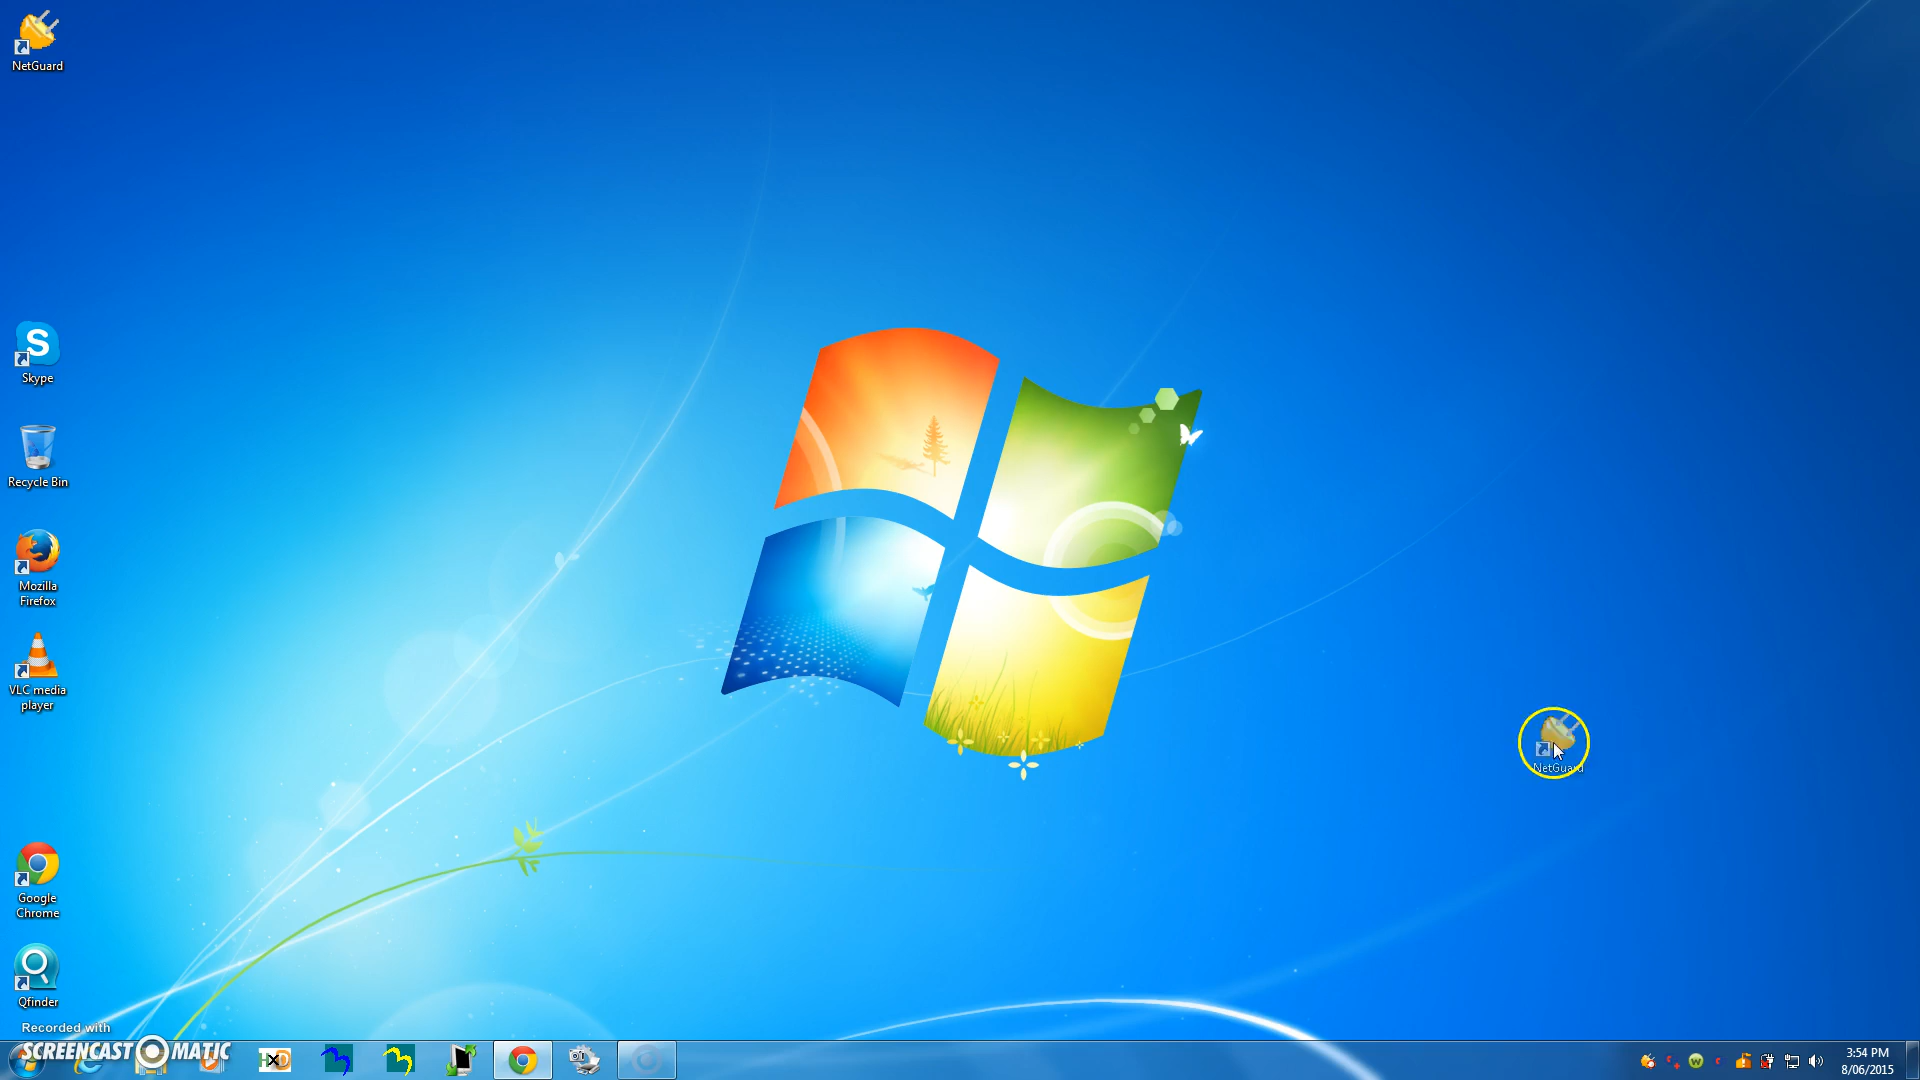 NetGuard
Skype
Recycle Bin
Mozilla
Firefox
VLC media
player
NetGuard
Google
Chrome
Qfinder
Recorded with
SCREENCAST MATIC
HXD
W
3:54 PM
8/06/2015